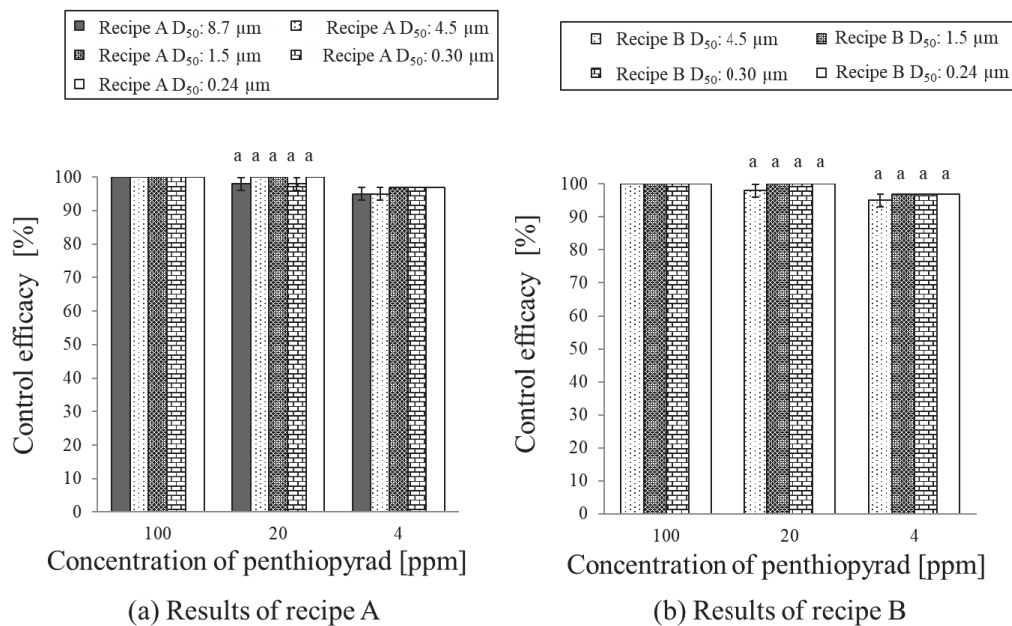 Recipe A D50: 8.7 µm
Recipe A D50: 4.5 µm
Recipe A D50: 1.5 µm
Recipe A D50: 0.30 µm
Recipe A D50: 0.24 µm
a a a a a
100
90
80
70
60
50
40
30
20
10
0
Control efficacy [%]
100 20 4
Concentration of penthiopyrad [ppm]
(a) Results of recipe A
Recipe B D50: 4.5 µm
Recipe B D50: 1.5 µm
Recipe B D50: 0.30 µm
Recipe B D50: 0.24 µm
a a a a
a a a a
100
90
80
70
60
50
40
30
20
10
0
Control efficacy [%]
100 20 4
Concentration of penthiopyrad [ppm]
(b) Results of recipe B